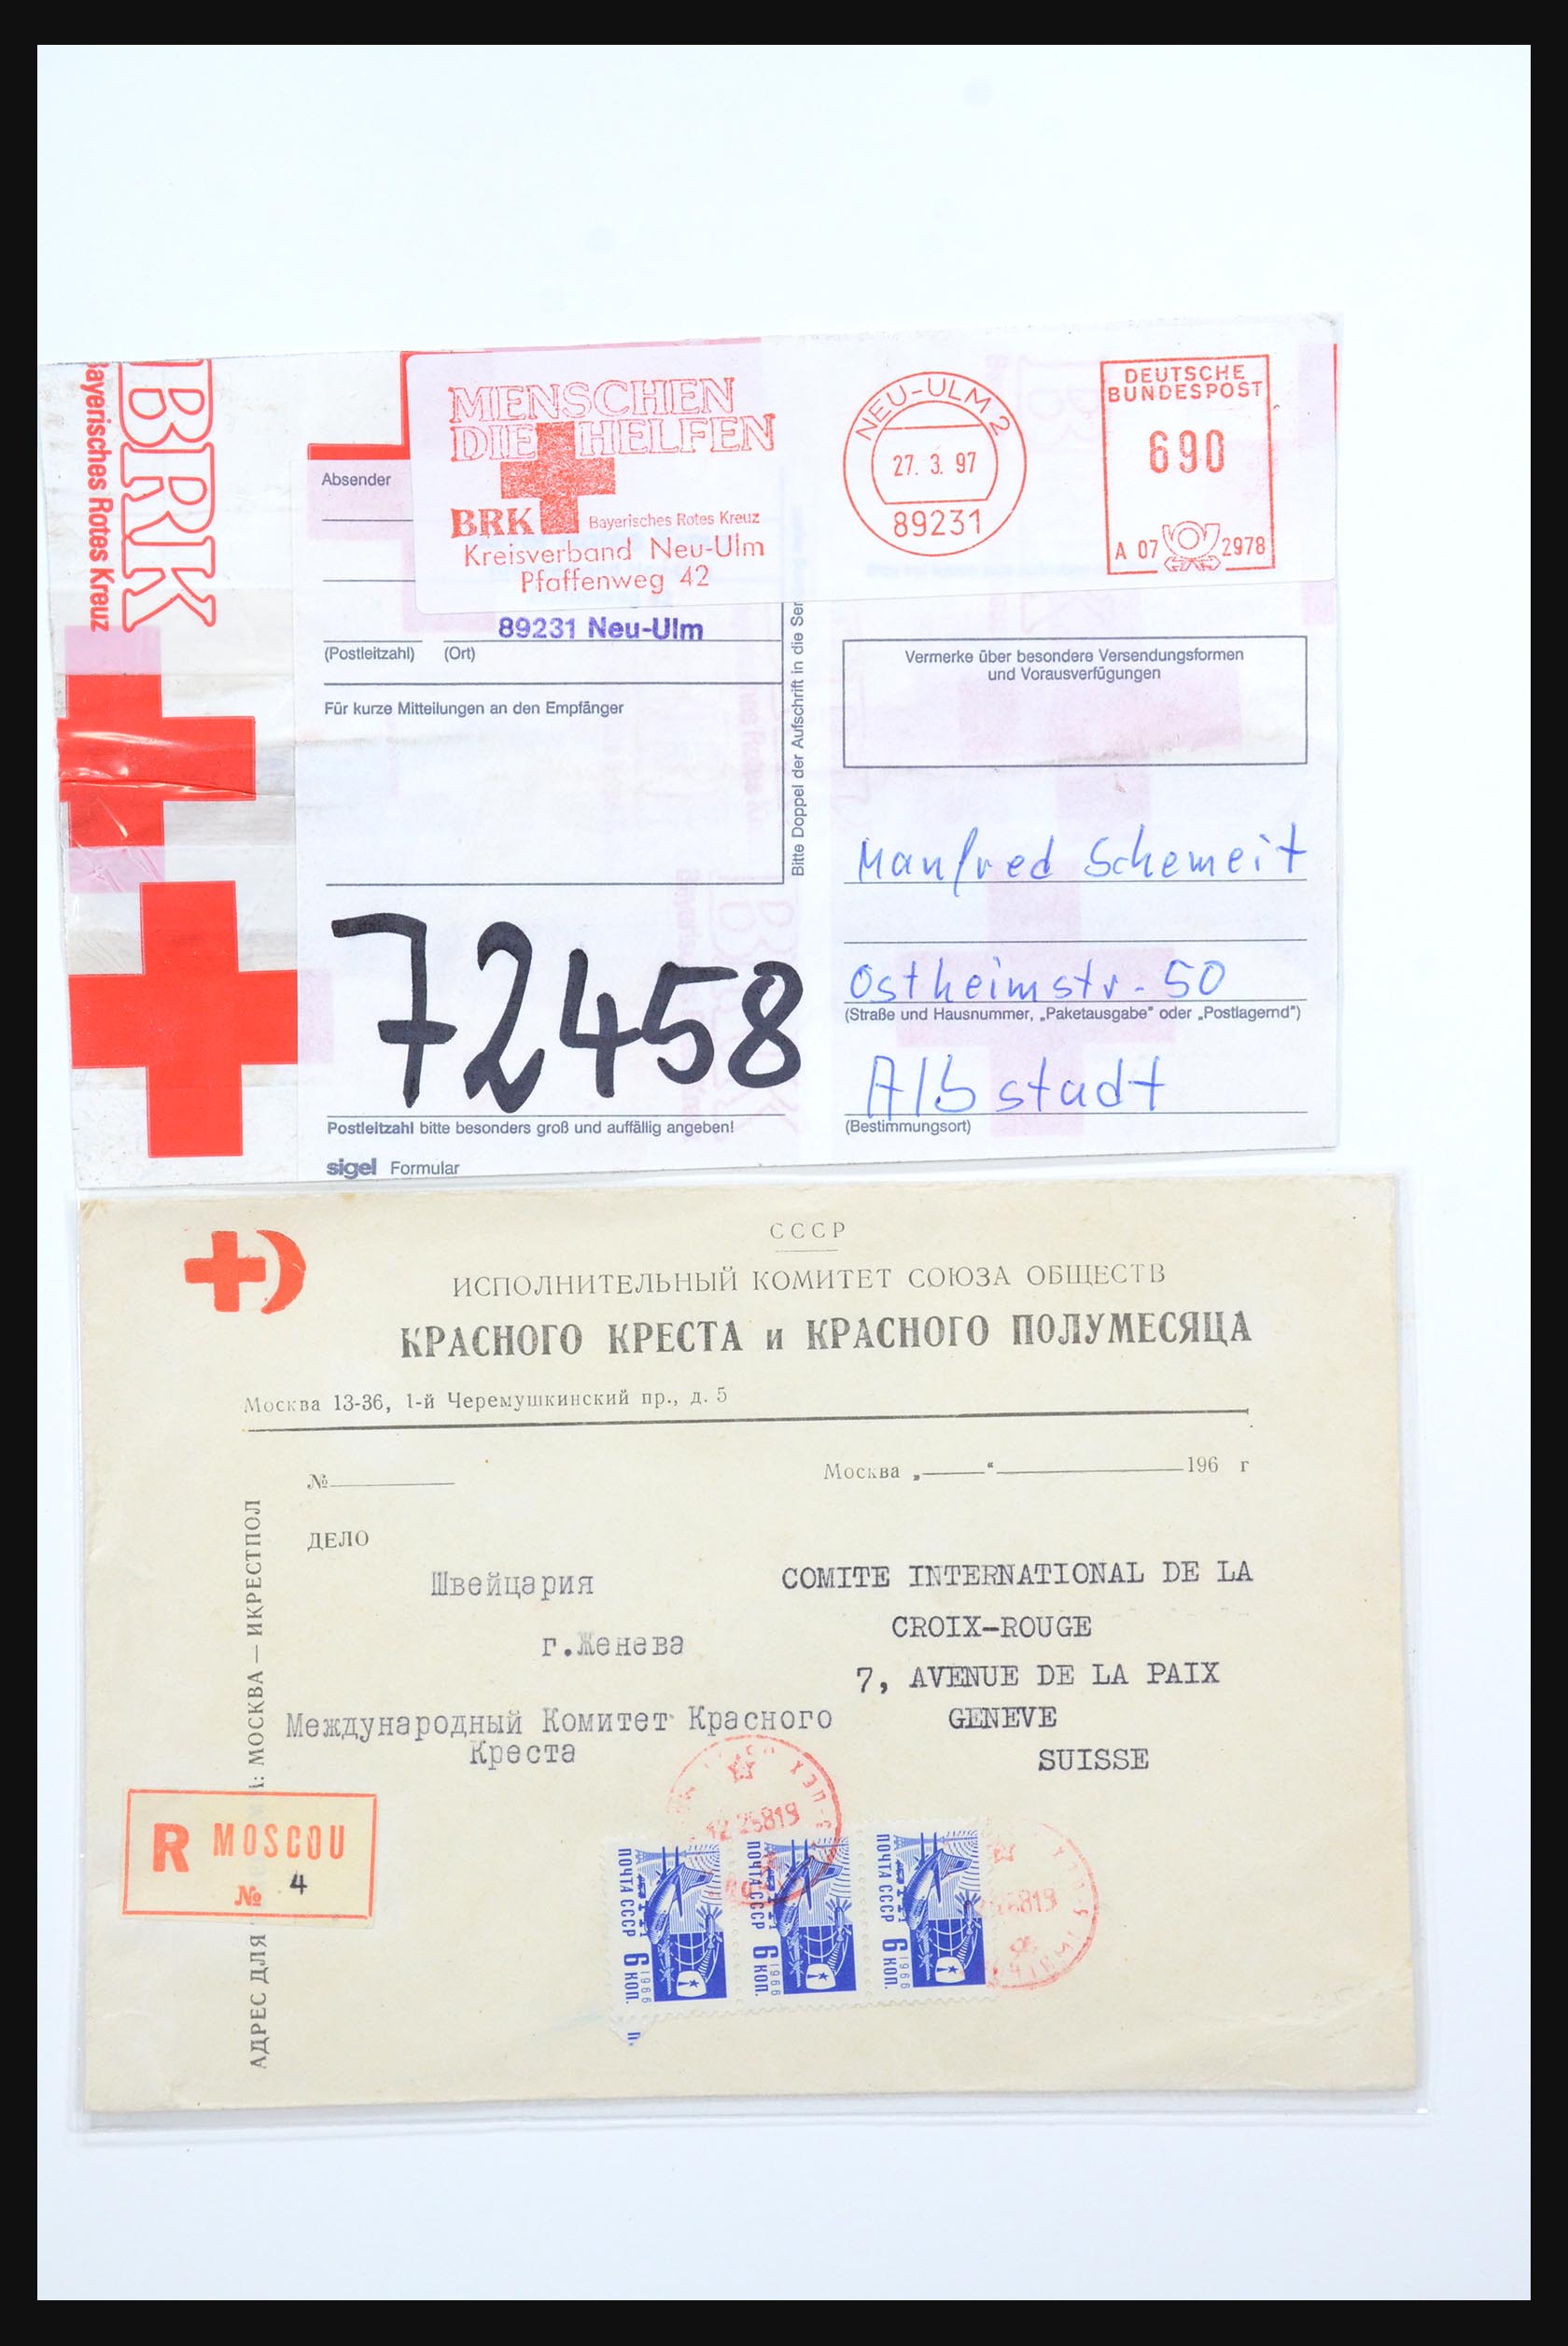 BRK
Bayerisches Rotes Kreuz
MENSCHEN
DIE HELFEN
BRK Bayerisches Rotes Kreuz
Kreisverband Neu-Ulm
Pfaffenweg 42
NEU-ULM 2
27. 3. 97
89231
DEUTSCHE
BUNDESPOST
690
A 07 2978
Absender
89231 Neu-Ulm
(Postleitzahl) (Ort)
Für kurze Mitteilungen an den Empfänger
Bitte Doppel der Aufschrift in die
Vermerke über besondere Versendungsformen
und Vorausverfügungen
Manfred Schemeit
Ostheimstr. 50
(Straße und Hausnummer, „Paketausgabe" oder „Postlagernd")
Albstadt
(Bestimmungsort)
72458
Postleitzahl bitte besonders groß und auffällig angeben!
sigel Formular
СССР
ИСПОЛНИТЕЛЬНЫЙ КОМИТЕТ СОЮЗА ОБЩЕСТВ
КРАСНОГО КРЕСТА и КРАСНОГО ПОЛУМЕСЯЦА
Москва 13-36, 1-й Черемушкинский пр., д. 5
№
Москва „ “ 196 г
ДЕЛО
Швейцария
г.Женева
Международный Комитет Красного
Креста
COMITE INTERNATIONAL DE LA
CROIX-ROUGE
7, AVENUE DE LA PAIX
GENEVE
SUISSE
АДРЕС ДЛЯ
МОСКВА — ИКРЕСТПОЛ
R MOSCOU
№ 4
ПОЧТА СССР 6 КОП.
1966
ПОЧТА СССР 6 КОП.
1966
ПОЧТА СССР 6 КОП.
1966